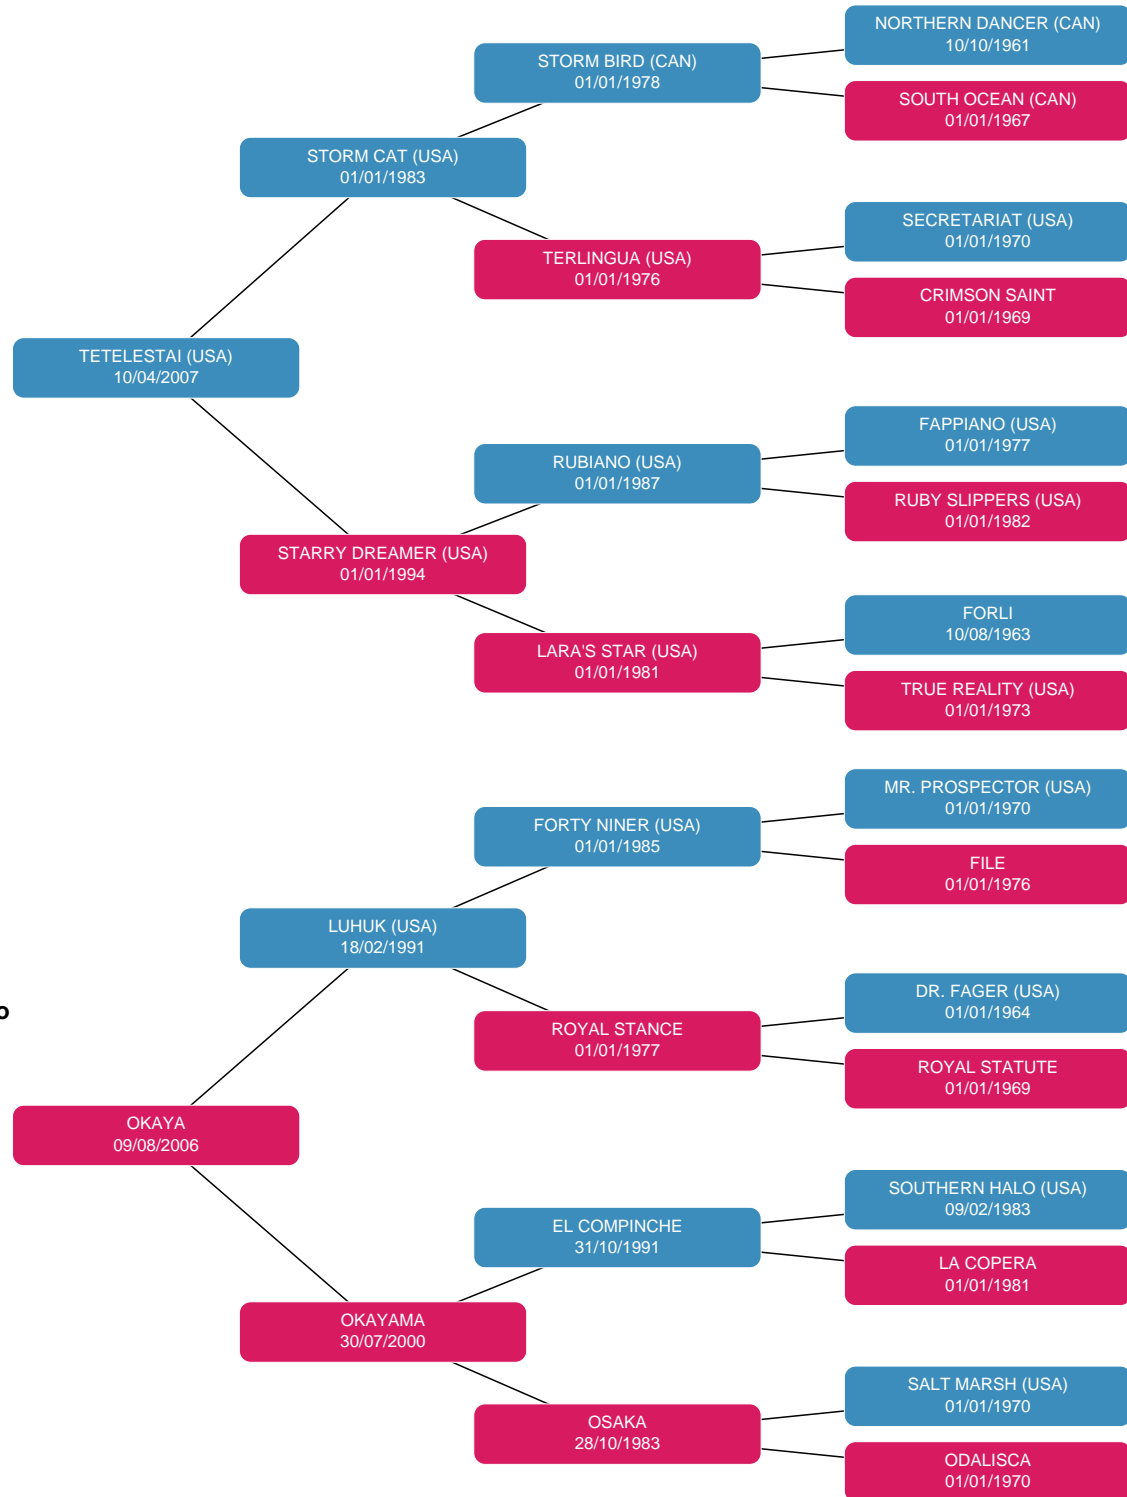 NORTHERN DANCER (CAN)
10/10/1961
STORM BIRD (CAN)
01/01/1978
SOUTH OCEAN (CAN)
01/01/1967
STORM CAT (USA)
01/01/1983
SECRETARIAT (USA)
01/01/1970
TERLINGUA (USA)
01/01/1976
CRIMSON SAINT
01/01/1969
TETELESTAI (USA)
10/04/2007
FAPPIANO (USA)
01/01/1977
RUBIANO (USA)
01/01/1987
RUBY SLIPPERS (USA)
01/01/1982
STARRY DREAMER (USA)
01/01/1994
FORLI
10/08/1963
LARA'S STAR (USA)
01/01/1981
TRUE REALITY (USA)
01/01/1973
MR. PROSPECTOR (USA)
01/01/1970
FORTY NINER (USA)
01/01/1985
FILE
01/01/1976
LUHUK (USA)
18/02/1991
DR. FAGER (USA)
01/01/1964
o
ROYAL STANCE
01/01/1977
ROYAL STATUTE
01/01/1969
OKAYA
09/08/2006
SOUTHERN HALO (USA)
09/02/1983
EL COMPINCHE
31/10/1991
LA COPERA
01/01/1981
OKAYAMA
30/07/2000
SALT MARSH (USA)
01/01/1970
OSAKA
28/10/1983
ODALISCA
01/01/1970